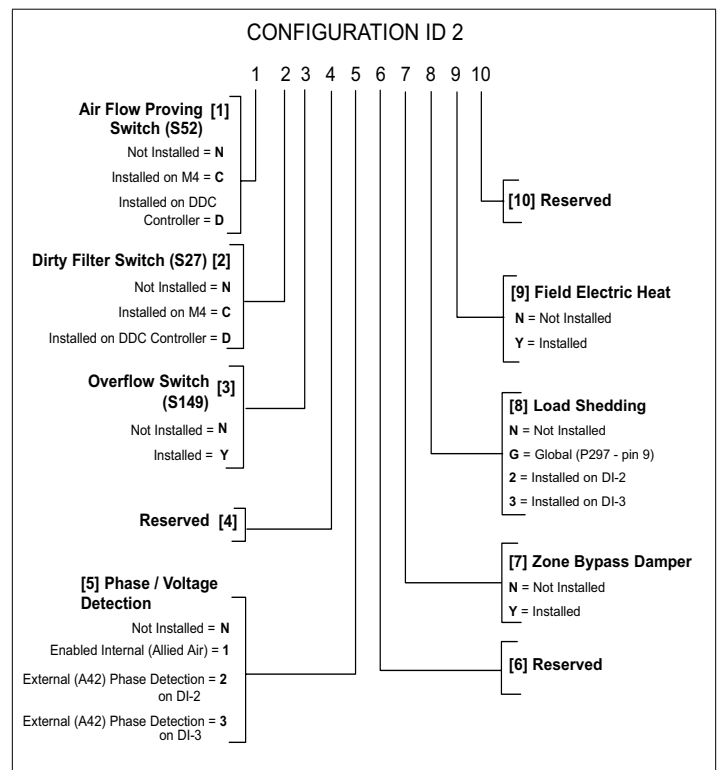 CONFIGURATION ID 2
1 2 3 4 5 6 7 8 9 10
Air Flow Proving [1]
Switch (S52)
Not Installed = N
Installed on M4 = C
Installed on DDC
Controller = D
Dirty Filter Switch (S27) [2]
Not Installed = N
Installed on M4 = C
Installed on DDC Controller = D
Overflow Switch [3]
(S149)
Not Installed = N
Installed = Y
Reserved [4]
[5] Phase / Voltage
Detection
Not Installed = N
Enabled Internal (Allied Air) = 1
External (A42) Phase Detection = 2
on DI-2
External (A42) Phase Detection = 3
on DI-3
[10] Reserved
[9] Field Electric Heat
N = Not Installed
Y = Installed
[8] Load Shedding
N = Not Installed
G = Global (P297 - pin 9)
2 = Installed on DI-2
3 = Installed on DI-3
[7] Zone Bypass Damper
N = Not Installed
Y = Installed
[6] Reserved